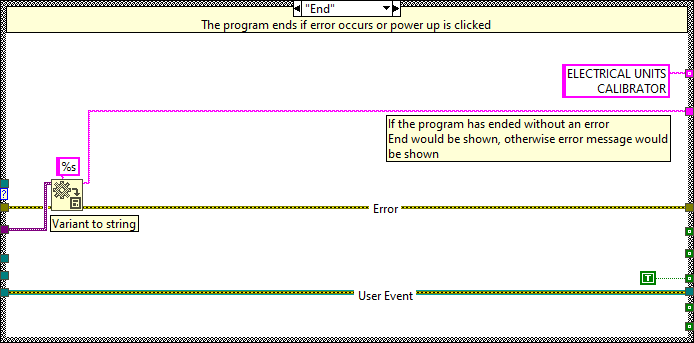 "End"
The program ends if error occurs or power up is clicked
ELECTRICAL UNITS
CALIBRATOR
If the program has ended without an error
End would be shown, otherwise error message would
be shown
%s
?
Variant to string
Error
T
User Event